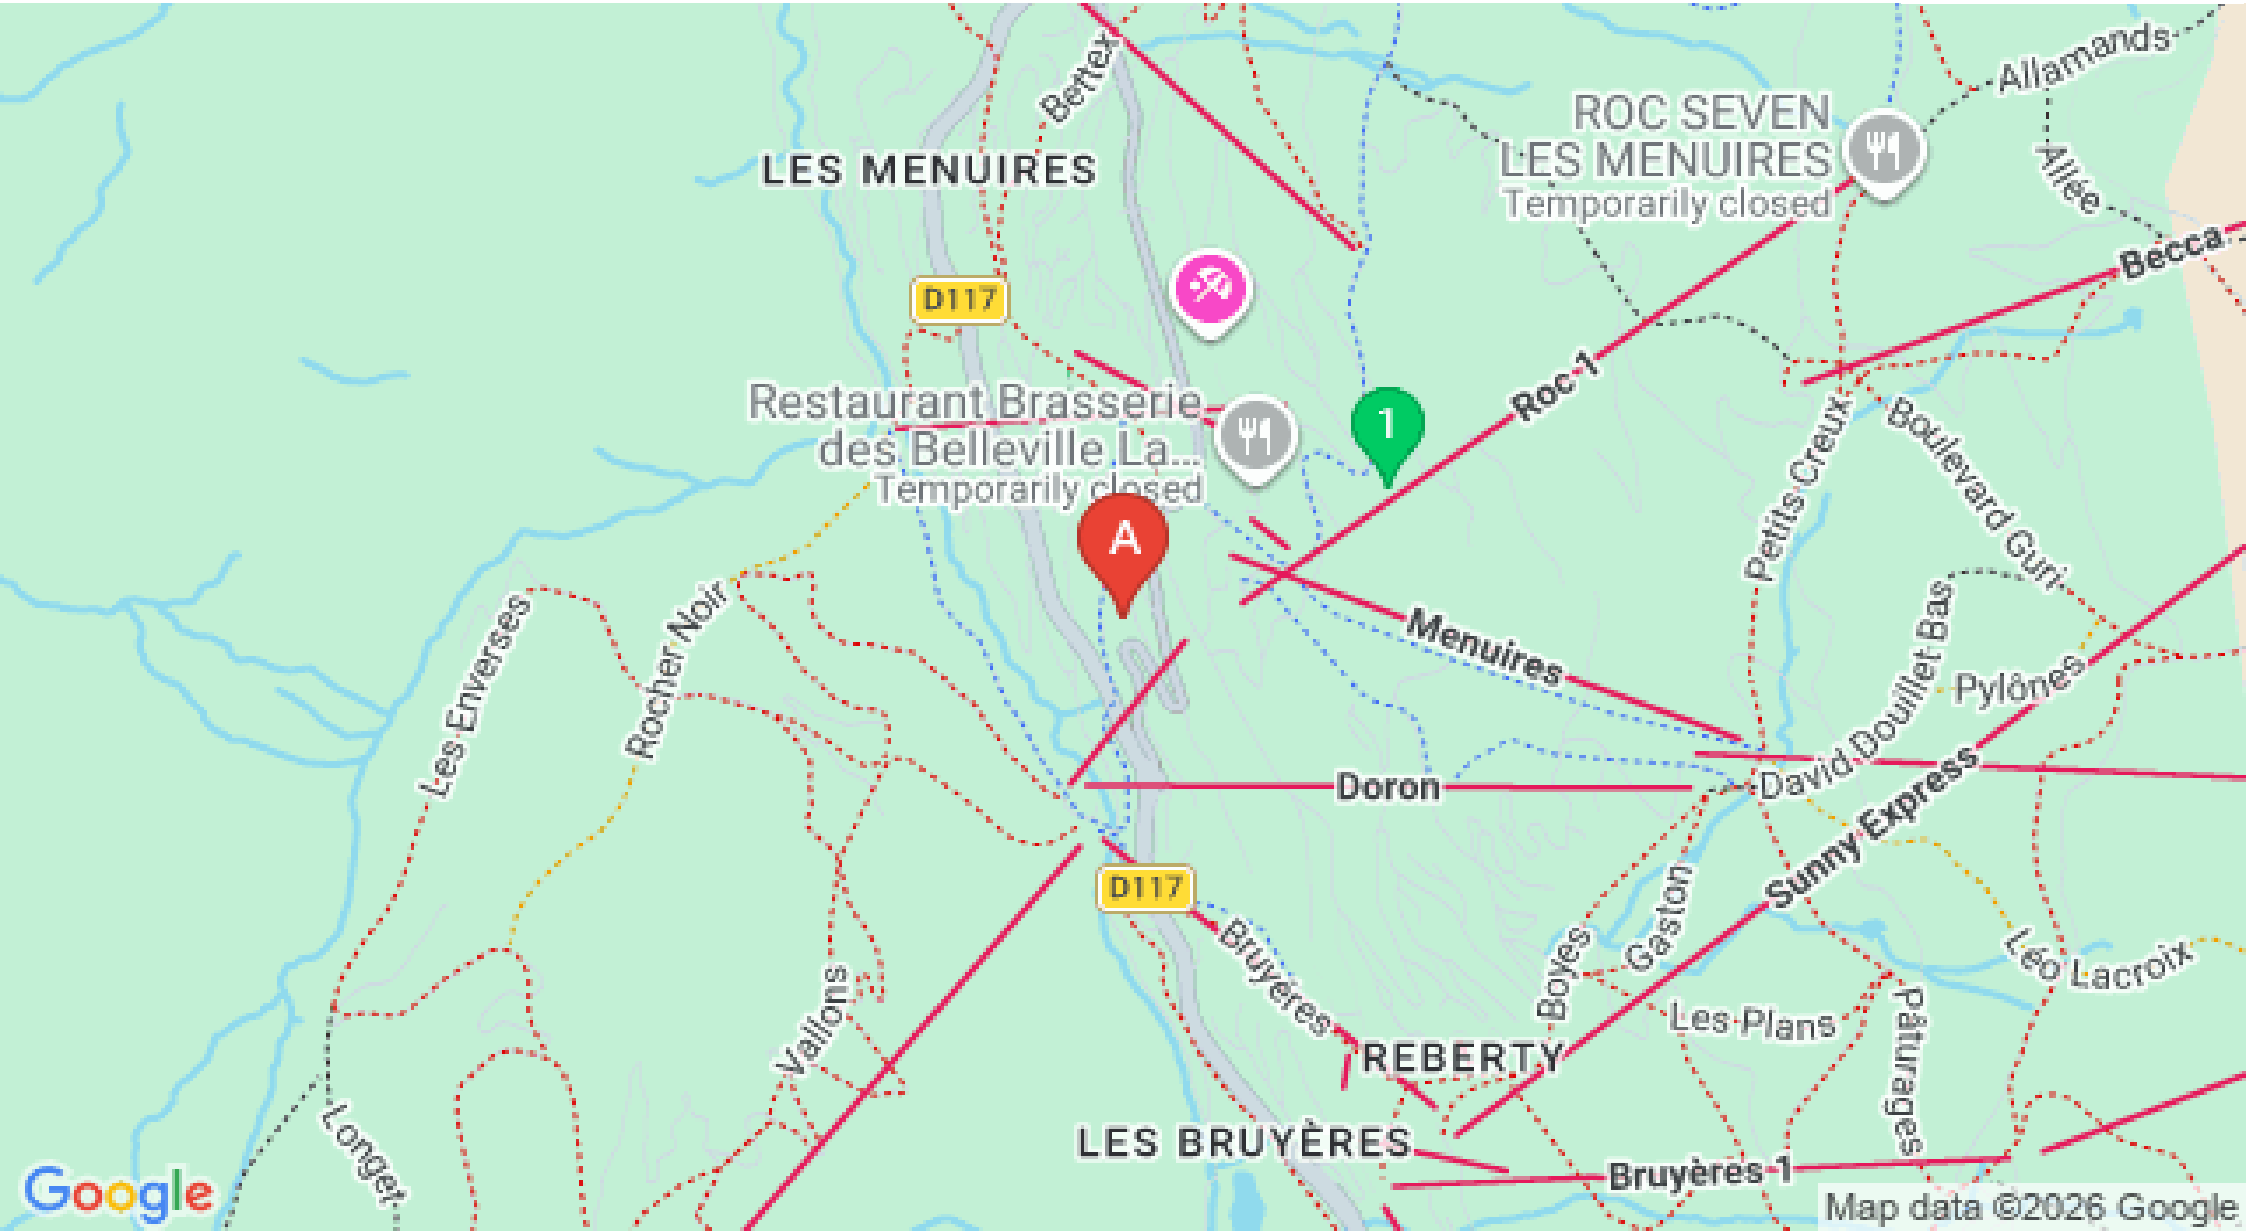 Bettex
Allamands
ROC SEVEN
LES MENUIRES
Temporarily closed
LES MENUIRES
Allée
Becca
D117
Roc 1
1
Restaurant Brasserie
des Belleville La...
Temporarily closed
Petits Creux
Boulevard Guri
A
Les Enverses
Rocher Noir
Menuires
David Douillet Bas
Pylônes
Doron
Sunny Express
D117
Bruyères
Gaston
Boyes
Léo Lacroix
Vallons
Les Plans
Pâturages
REBERTY
Longet
LES BRUYÈRES
Bruyères 1
Google
Map data ©2026 Google